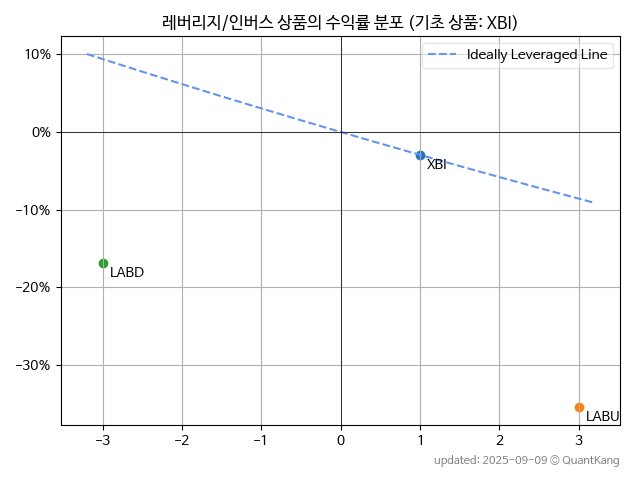 레버리지/인버스 상품의 수익률 분포 (기초 상품: XBI)
10%
Ideally Leveraged Line
0%
XBI
−10%
LABD
−20%
−30%
LABU
−3 −2 −1 0 1 2 3
updated: 2025-09-09 © QuantKang